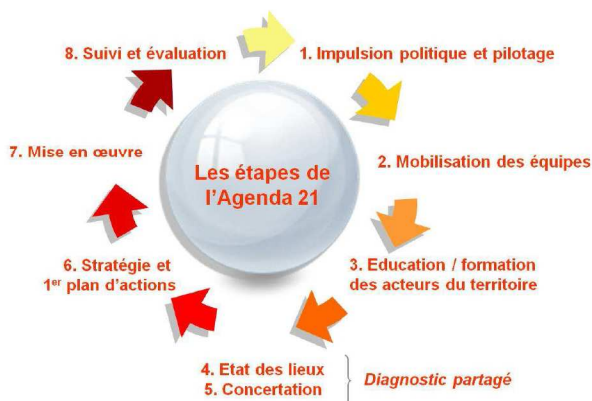 Les étapes de
l'Agenda 21
1. Impulsion politique et pilotage
2. Mobilisation des équipes
3. Education / formation
des acteurs du territoire
4. Etat des lieux
5. Concertation
Diagnostic partagé
6. Stratégie et
1er plan d'actions
7. Mise en œuvre
8. Suivi et évaluation